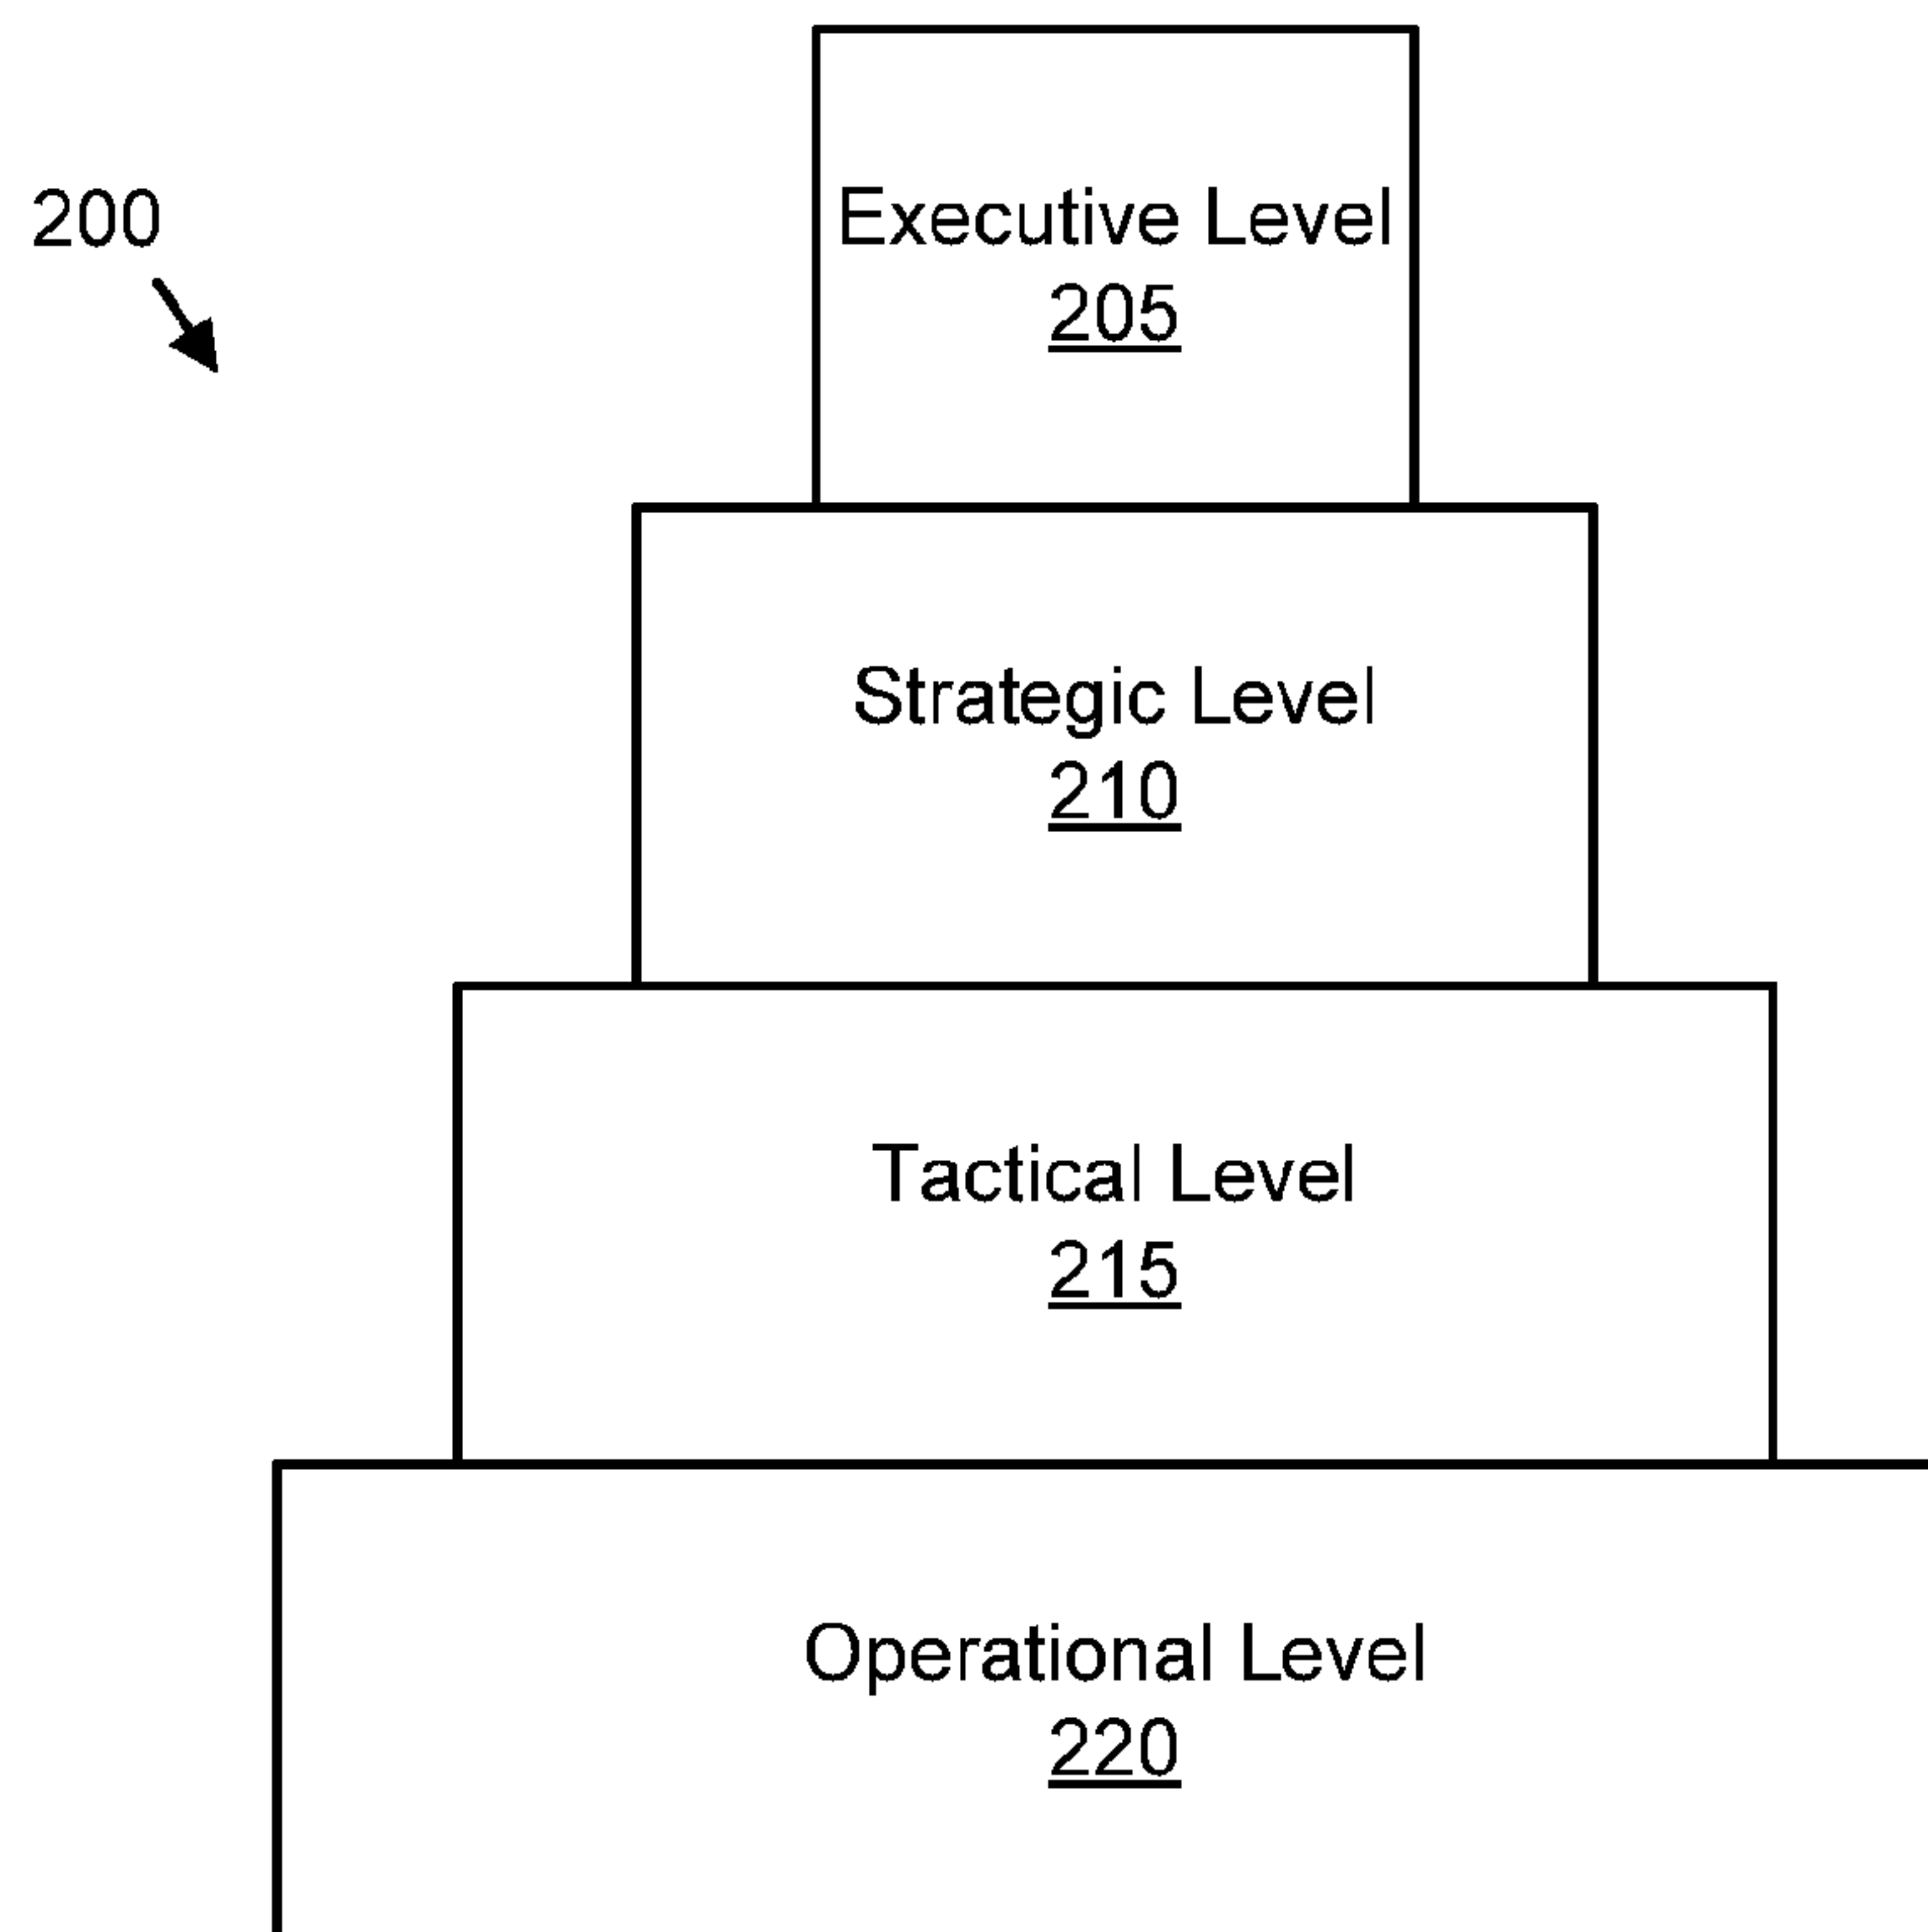 200
Executive Level
205
Strategic Level
210
Tactical Level
215
Operational Level
220